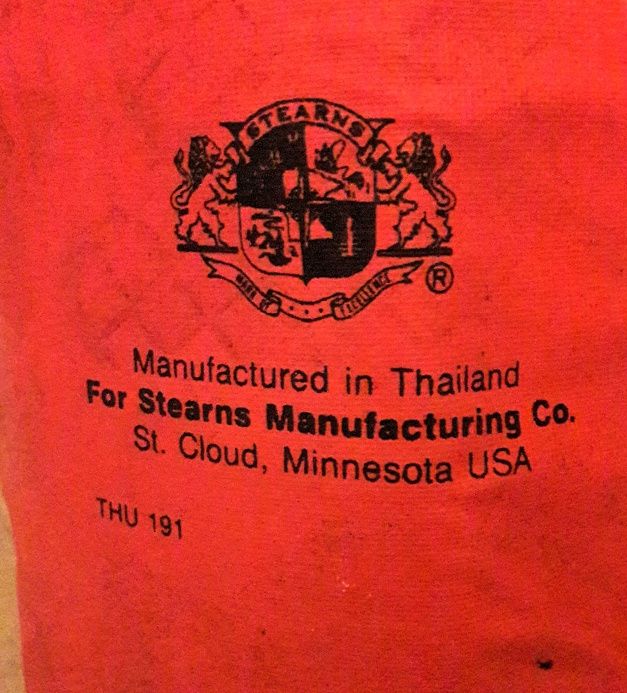 STEARNS
MARK OF EXCELLENCE
®
Manufactured in Thailand
For Stearns Manufacturing Co.
St. Cloud, Minnesota USA
THU 191